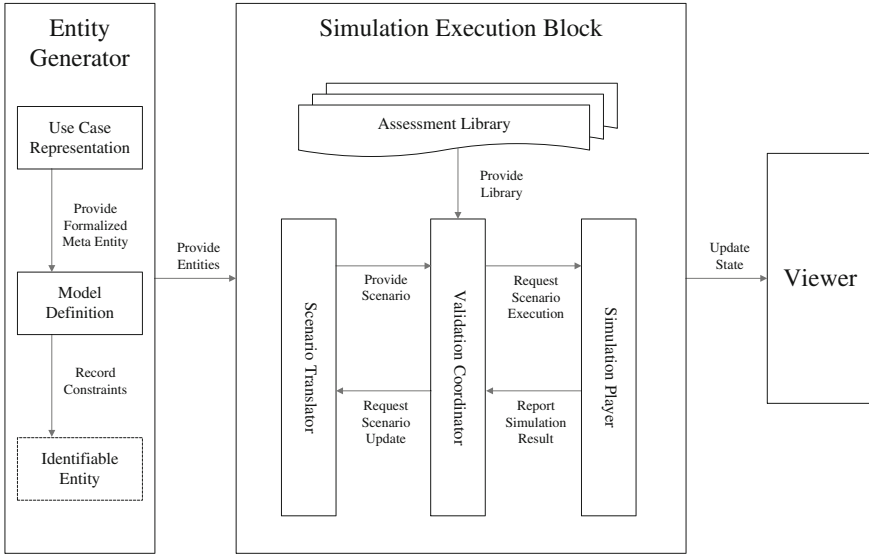 Entity
Generator
Use Case
Representation
Provide
Formalized
Meta Entity
Model
Definition
Record
Constraints
Identifiable
Entity
Provide
Entities
Simulation Execution Block
Assessment Library
Provide
Library
Scenario Translator
Provide
Scenario
Request
Scenario
Update
Validation Coordinator
Request
Scenario
Execution
Report
Simulation
Result
Simulation Player
Update
State
Viewer